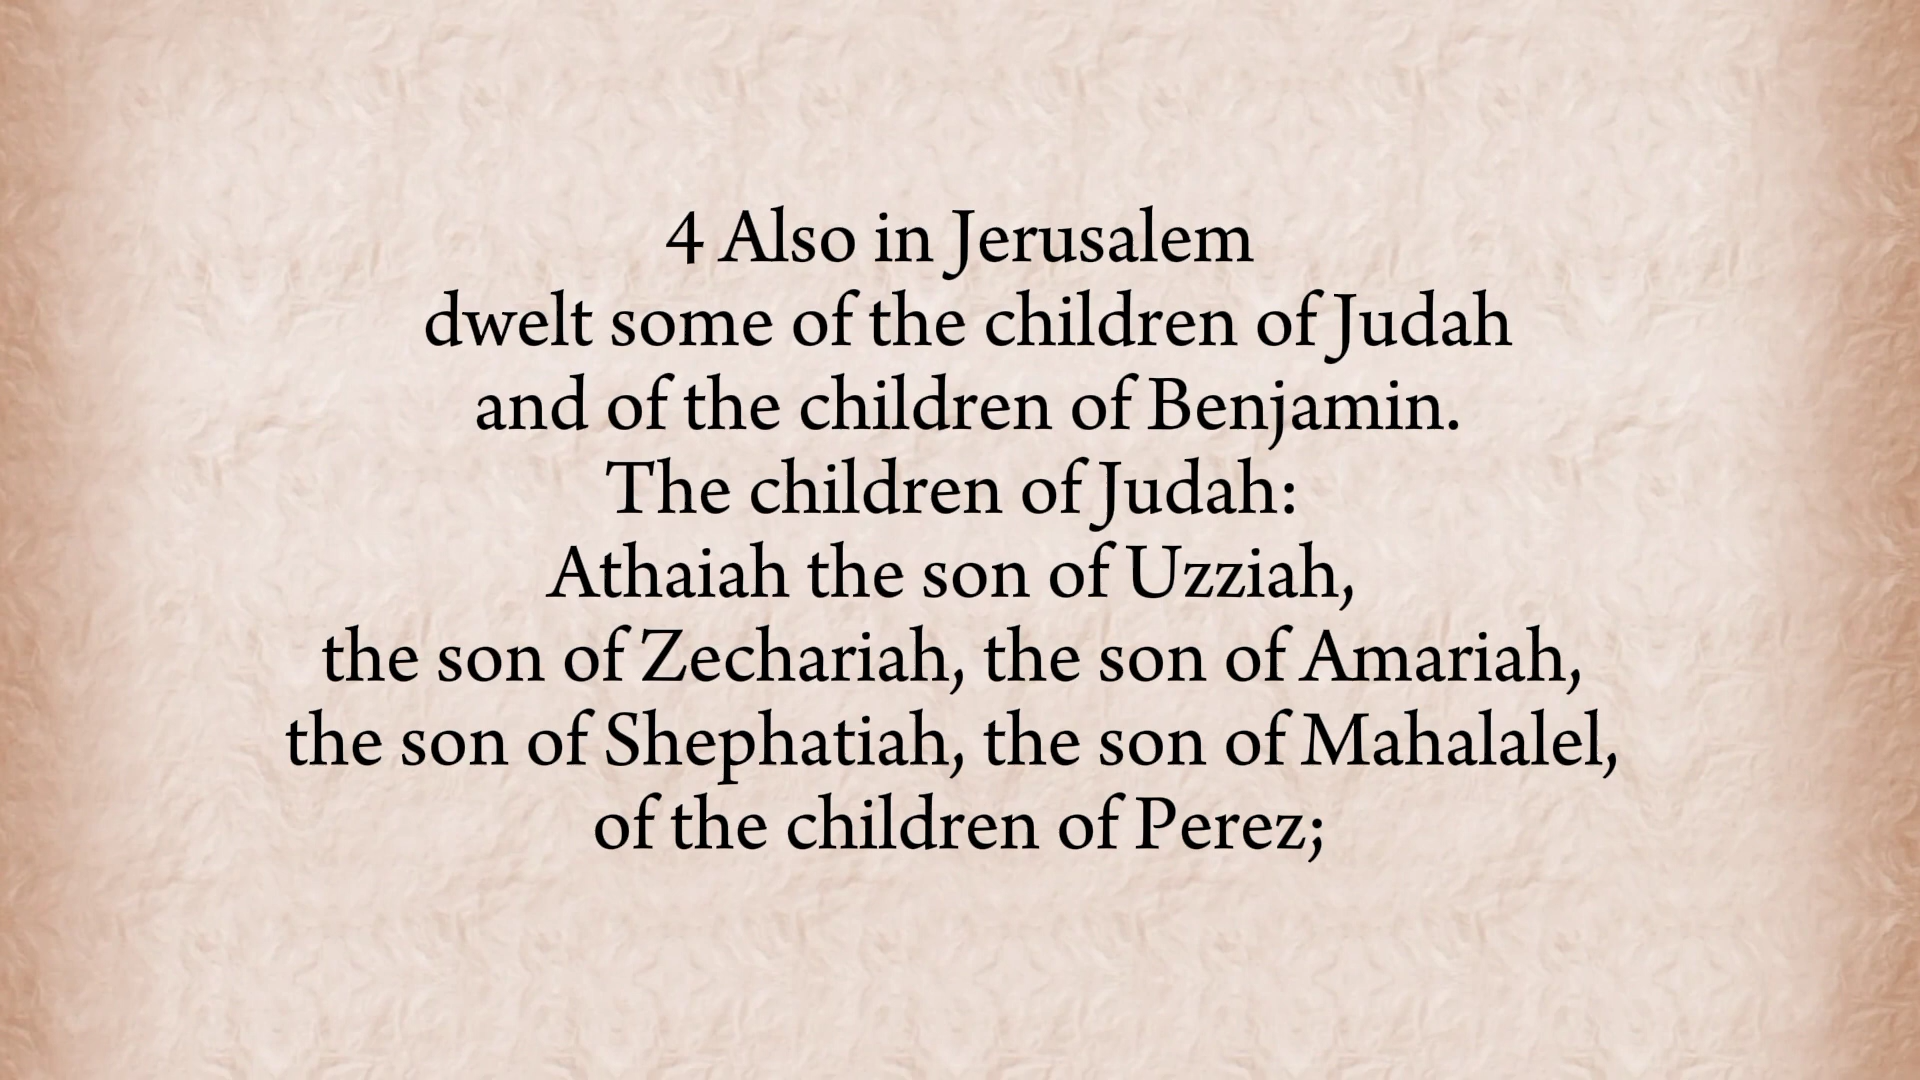 4 Also in Jerusalem
dwelt some of the children of Judah
and of the children of Benjamin.
The children of Judah:
Athaiah the son of Uzziah,
the son of Zechariah, the son of Amariah,
the son of Shephatiah, the son of Mahalalel,
of the children of Perez;